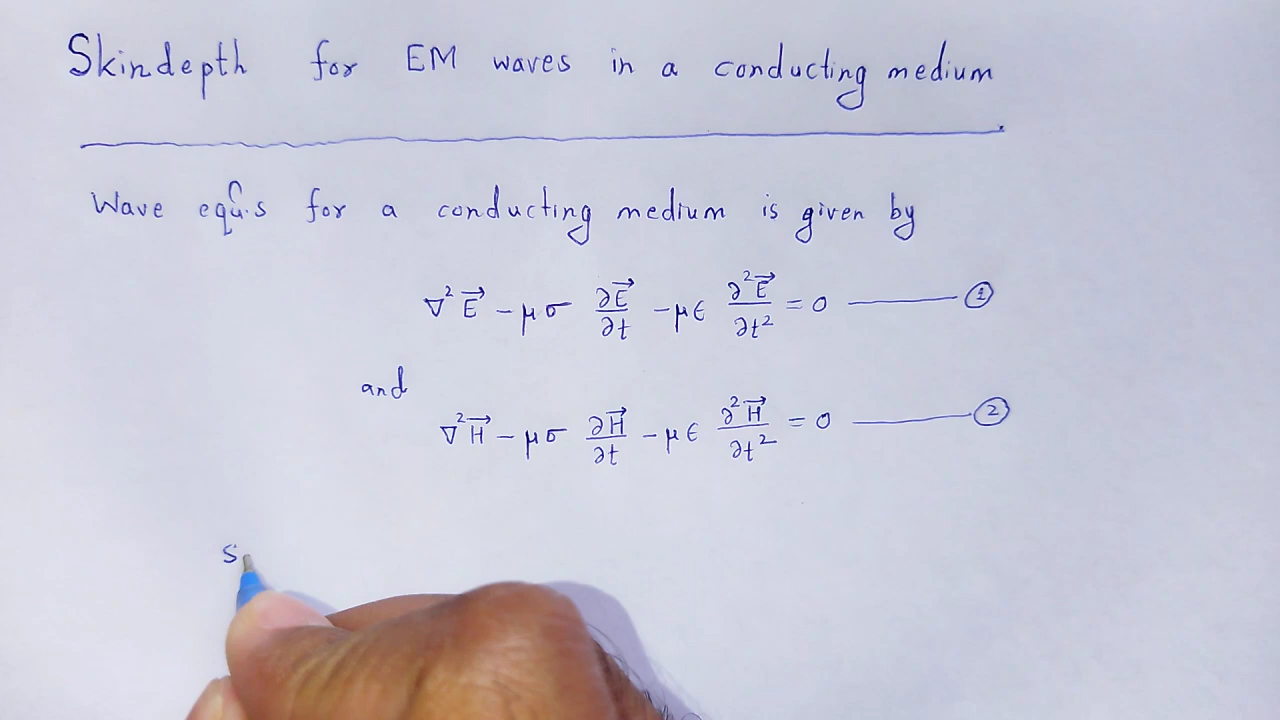 Skindepth for EM waves in a conducting medium
Wave equn.s for a conducting medium is given by
∇²E⃗ − μσ ∂E⃗/∂t − με ∂²E⃗/∂t² = 0 —— ①
and
∇²H⃗ − μσ ∂H⃗/∂t − με ∂²H⃗/∂t² = 0 —— ②
S